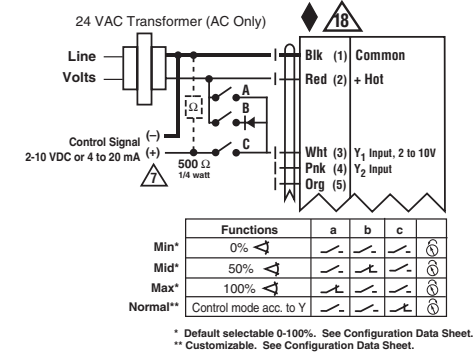 24 VAC Transformer (AC Only)
18
Line
Volts
Blk (1) Common
Red (2) + Hot
A
B
C
Ω
Control Signal (–)
2-10 VDC or 4 to 20 mA (+)
7
500 Ω
1/4 watt
Wht (3) Y1 Input, 2 to 10V
Pnk (4) Y2 Input
Org (5)
Functions a b c
Min* 0%
Mid* 50%
Max* 100%
Normal** Control mode acc. to Y
* Default selectable 0-100%. See Configuration Data Sheet.
** Customizable. See Configuration Data Sheet.